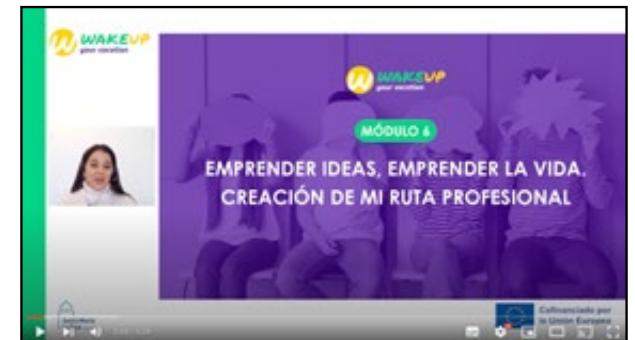 WAKEUP
your vocation
WAKEUP
your vocation
MÓDULO 6
EMPRENDER IDEAS, EMPRENDER LA VIDA.
CREACIÓN DE MI RUTA PROFESIONAL
Cofinanciado por
la Unión Europea